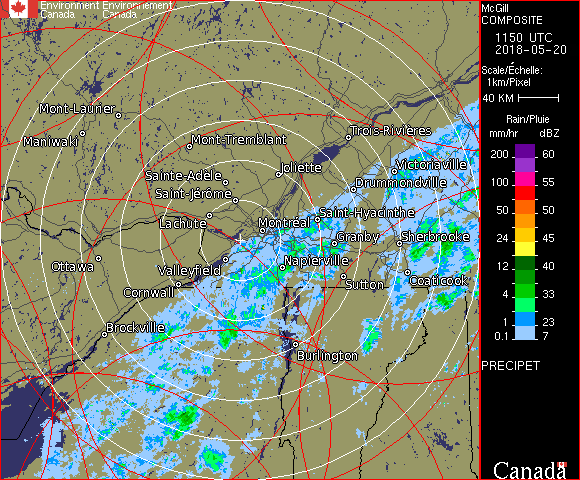 Environment Environnement
Canada Canada
McGill
COMPOSITE
1150 UTC
2018-05-20
Scale/Échelle:
1km/Pixel
40 KM
Rain/Pluie
mm/hr dBZ
200 60
100 55
50 50
24 45
12 40
4 33
1 23
0.1 7
PRECIPET
Canada
Mont-Laurier
Maniwaki
Mont-Tremblant
Trois-Rivières
Sainte-Adèle
Joliette
Victoriaville
Saint-Jérôme
Drummondville
Lachute
Montréal
Saint-Hyacinthe
Granby
Sherbrooke
Ottawa
Valleyfield
Napierville
Cornwall
Sutton
Coaticook
Brockville
Burlington